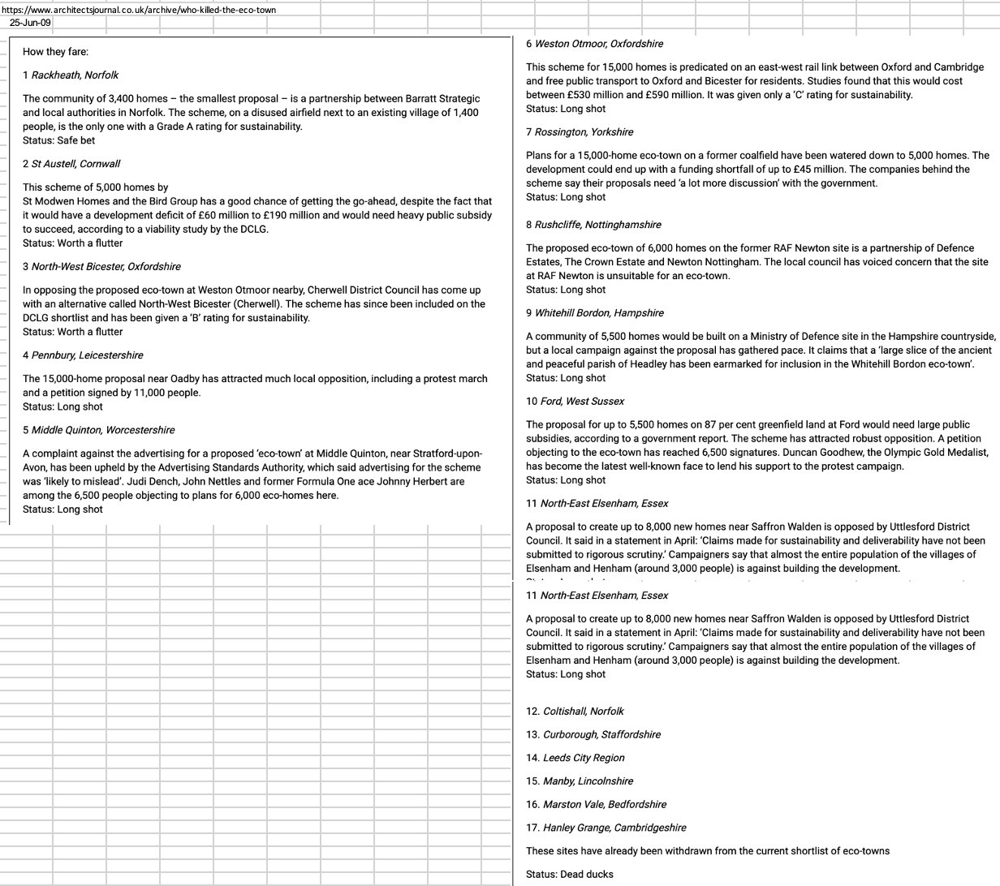 https://www.architectsjournal.co.uk/archive/who-killed-the-eco-town
25-Jun-09
How they fare:
1 Rackheath, Norfolk
The community of 3,400 homes – the smallest proposal – is a partnership between Barratt Strategic
and local authorities in Norfolk. The scheme, on a disused airfield next to an existing village of 1,400
people, is the only one with a Grade A rating for sustainability.
Status: Safe bet
2 St Austell, Cornwall
This scheme of 5,000 homes by
St Modwen Homes and the Bird Group has a good chance of getting the go-ahead, despite the fact that
it would have a development deficit of £60 million to £190 million and would need heavy public subsidy
to succeed, according to a viability study by the DCLG.
Status: Worth a flutter
3 North-West Bicester, Oxfordshire
In opposing the proposed eco-town at Weston Otmoor nearby, Cherwell District Council has come up
with an alternative called North-West Bicester (Cherwell). The scheme has since been included on the
DCLG shortlist and has been given a ‘B’ rating for sustainability.
Status: Worth a flutter
4 Pennbury, Leicestershire
The 15,000-home proposal near Oadby has attracted much local opposition, including a protest march
and a petition signed by 11,000 people.
Status: Long shot
5 Middle Quinton, Worcestershire
A complaint against the advertising for a proposed ‘eco-town’ at Middle Quinton, near Stratford-upon-
Avon, has been upheld by the Advertising Standards Authority, which said advertising for the scheme
was ‘likely to mislead’. Judi Dench, John Nettles and former Formula One ace Johnny Herbert are
among the 6,500 people objecting to plans for 6,000 eco-homes here.
Status: Long shot
6 Weston Otmoor, Oxfordshire
This scheme for 15,000 homes is predicated on an east-west rail link between Oxford and Cambridge
and free public transport to Oxford and Bicester for residents. Studies found that this would cost
between £530 million and £590 million. It was given only a ‘C’ rating for sustainability.
Status: Long shot
7 Rossington, Yorkshire
Plans for a 15,000-home eco-town on a former coalfield have been watered down to 5,000 homes. The
development could end up with a funding shortfall of up to £45 million. The companies behind the
scheme say their proposals need ‘a lot more discussion’ with the government.
Status: Long shot
8 Rushcliffe, Nottinghamshire
The proposed eco-town of 6,000 homes on the former RAF Newton site is a partnership of Defence
Estates, The Crown Estate and Newton Nottingham. The local council has voiced concern that the site
at RAF Newton is unsuitable for an eco-town.
Status: Long shot
9 Whitehill Bordon, Hampshire
A community of 5,500 homes would be built on a Ministry of Defence site in the Hampshire countryside,
but a local campaign against the proposal has gathered pace. It claims that a ‘large slice of the ancient
and peaceful parish of Headley has been earmarked for inclusion in the Whitehill Bordon eco-town’.
Status: Long shot
10 Ford, West Sussex
The proposal for up to 5,500 homes on 87 per cent greenfield land at Ford would need large public
subsidies, according to a government report. The scheme has attracted robust opposition. A petition
objecting to the eco-town has reached 6,500 signatures. Duncan Goodhew, the Olympic Gold Medalist,
has become the latest well-known face to lend his support to the protest campaign.
Status: Long shot
11 North-East Elsenham, Essex
A proposal to create up to 8,000 new homes near Saffron Walden is opposed by Uttlesford District
Council. It said in a statement in April: ‘Claims made for sustainability and deliverability have not been
submitted to rigorous scrutiny.’ Campaigners say that almost the entire population of the villages of
Elsenham and Henham (around 3,000 people) is against building the development.
11 North-East Elsenham, Essex
A proposal to create up to 8,000 new homes near Saffron Walden is opposed by Uttlesford District
Council. It said in a statement in April: ‘Claims made for sustainability and deliverability have not been
submitted to rigorous scrutiny.’ Campaigners say that almost the entire population of the villages of
Elsenham and Henham (around 3,000 people) is against building the development.
Status: Long shot
12. Coltishall, Norfolk
13. Curborough, Staffordshire
14. Leeds City Region
15. Manby, Lincolnshire
16. Marston Vale, Bedfordshire
17. Hanley Grange, Cambridgeshire
These sites have already been withdrawn from the current shortlist of eco-towns
Status: Dead ducks